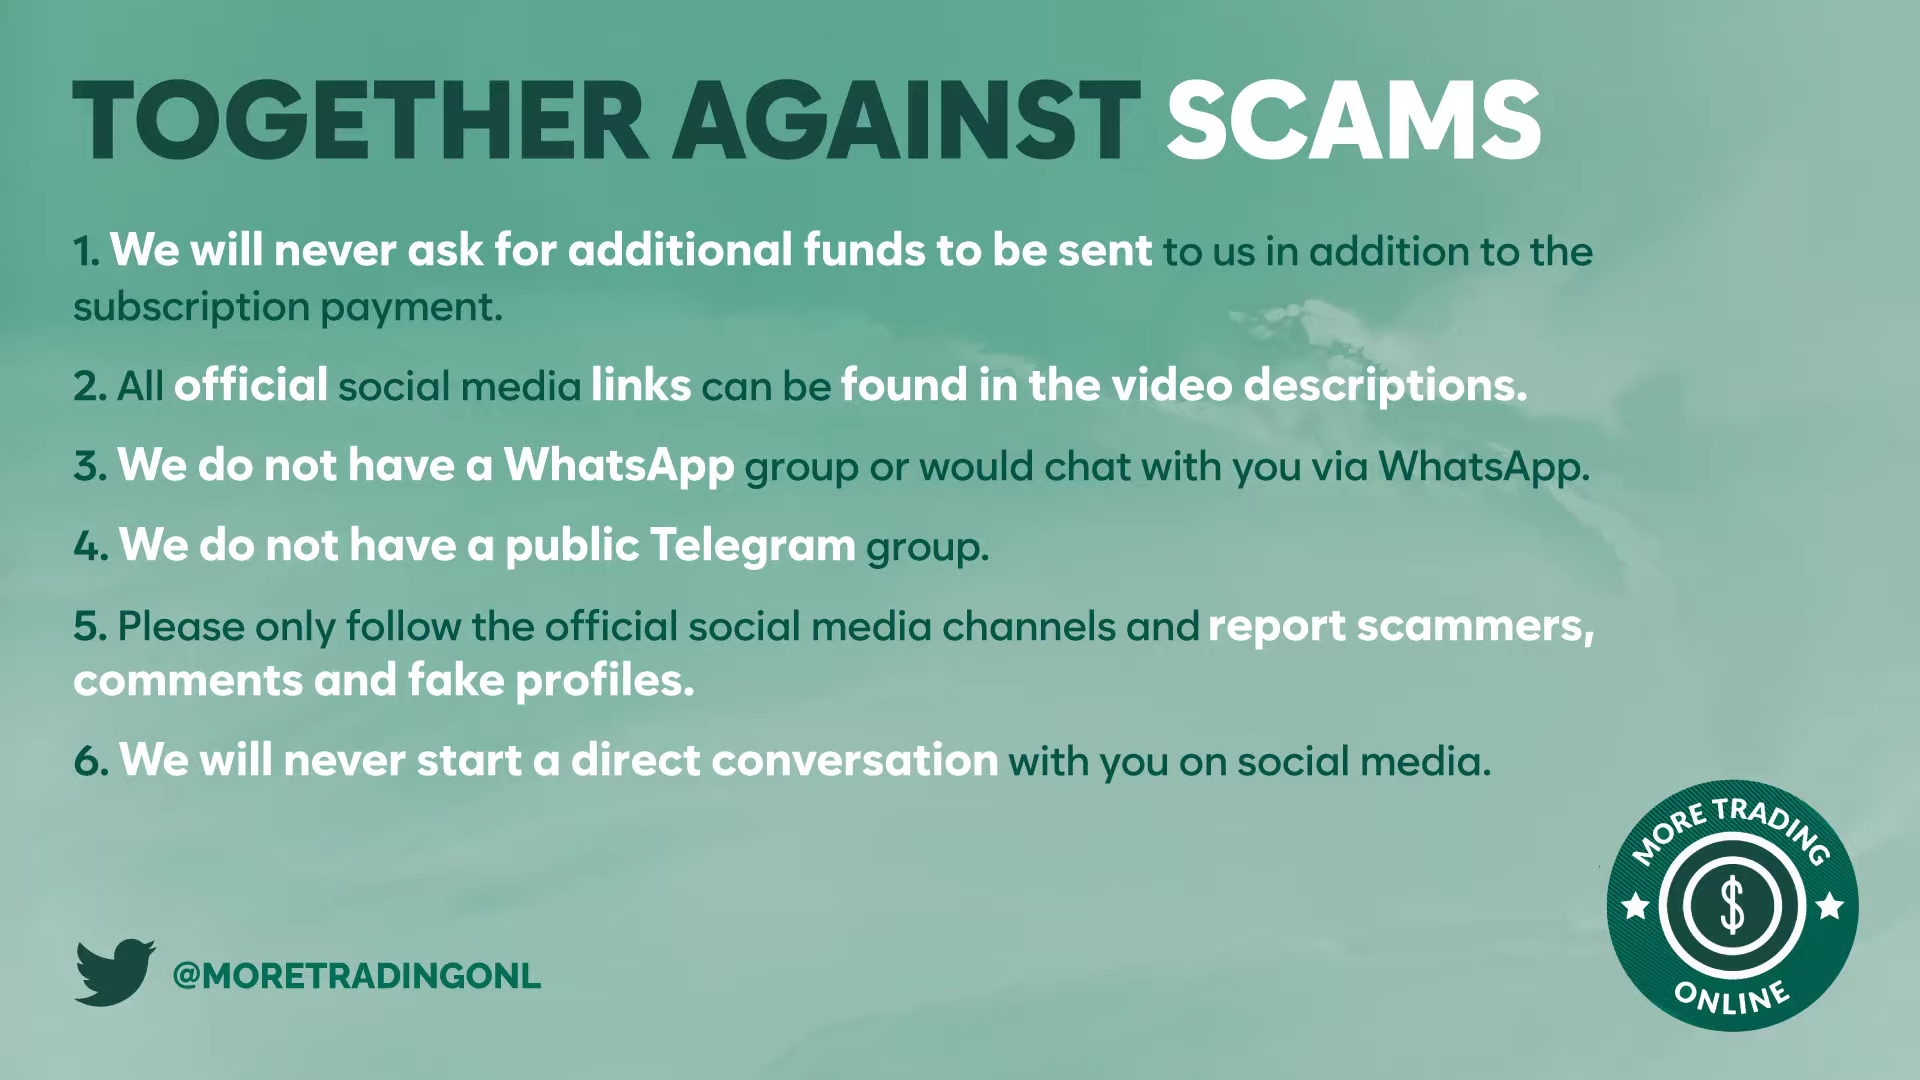 TOGETHER AGAINST SCAMS
1. We will never ask for additional funds to be sent to us in addition to the
subscription payment.
2. All official social media links can be found in the video descriptions.
3. We do not have a WhatsApp group or would chat with you via WhatsApp.
4. We do not have a public Telegram group.
5. Please only follow the official social media channels and report scammers,
comments and fake profiles.
6. We will never start a direct conversation with you on social media.
MORE TRADING
$
ONLINE
@MORETRADINGONL